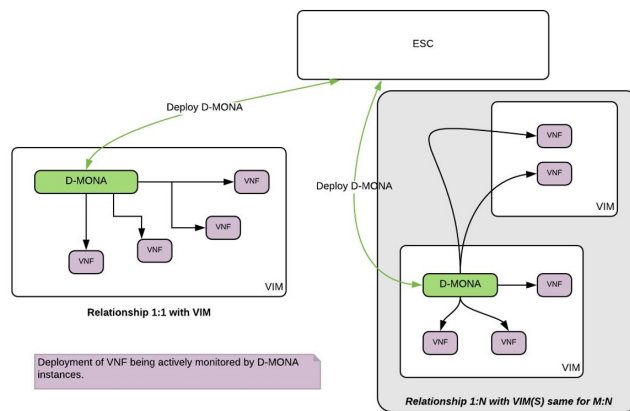 ESC
Deploy D-MONA
Deploy D-MONA
D-MONA
VNF
VNF
VNF
VNF
VIM
Relationship 1:1 with VIM
VNF
VNF
VIM
D-MONA
VNF
VNF
VNF
VIM
Relationship 1:N with VIM(S) same for M:N
Deployment of VNF being actively monitored by D-MONA
instances.